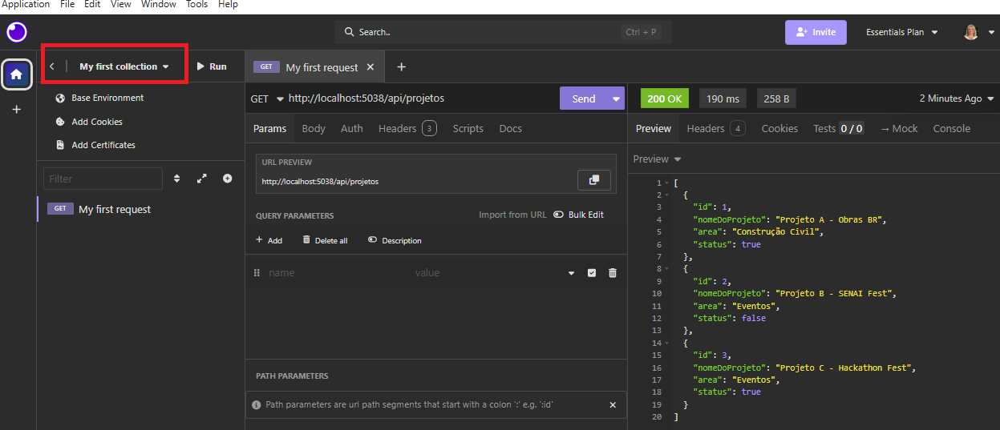 Application File Edit View Window Tools Help
Search.. Ctrl + P
Invite
Essentials Plan
My first collection
Run
GET My first request
Base Environment
Add Cookies
Add Certificates
Filter
GET My first request
GET http://localhost:5038/api/projetos
Send
Params Body Auth Headers 3 Scripts Docs
URL PREVIEW
http://localhost:5038/api/projetos
QUERY PARAMETERS
Import from URL Bulk Edit
Add Delete all Description
name value
PATH PARAMETERS
Path parameters are url path segments that start with a colon ':' e.g. ':id'
200 OK 190 ms 258 B 2 Minutes Ago
Preview Headers 4 Cookies Tests 0 / 0 → Mock Console
Preview
1 [
2 {
3 "id": 1,
4 "nomeDoProjeto": "Projeto A - Obras BR",
5 "area": "Construção Civil",
6 "status": true
7 },
8 {
9 "id": 2,
10 "nomeDoProjeto": "Projeto B - SENAI Fest",
11 "area": "Eventos",
12 "status": false
13 },
14 {
15 "id": 3,
16 "nomeDoProjeto": "Projeto C - Hackathon Fest",
17 "area": "Eventos",
18 "status": true
19 }
20 ]